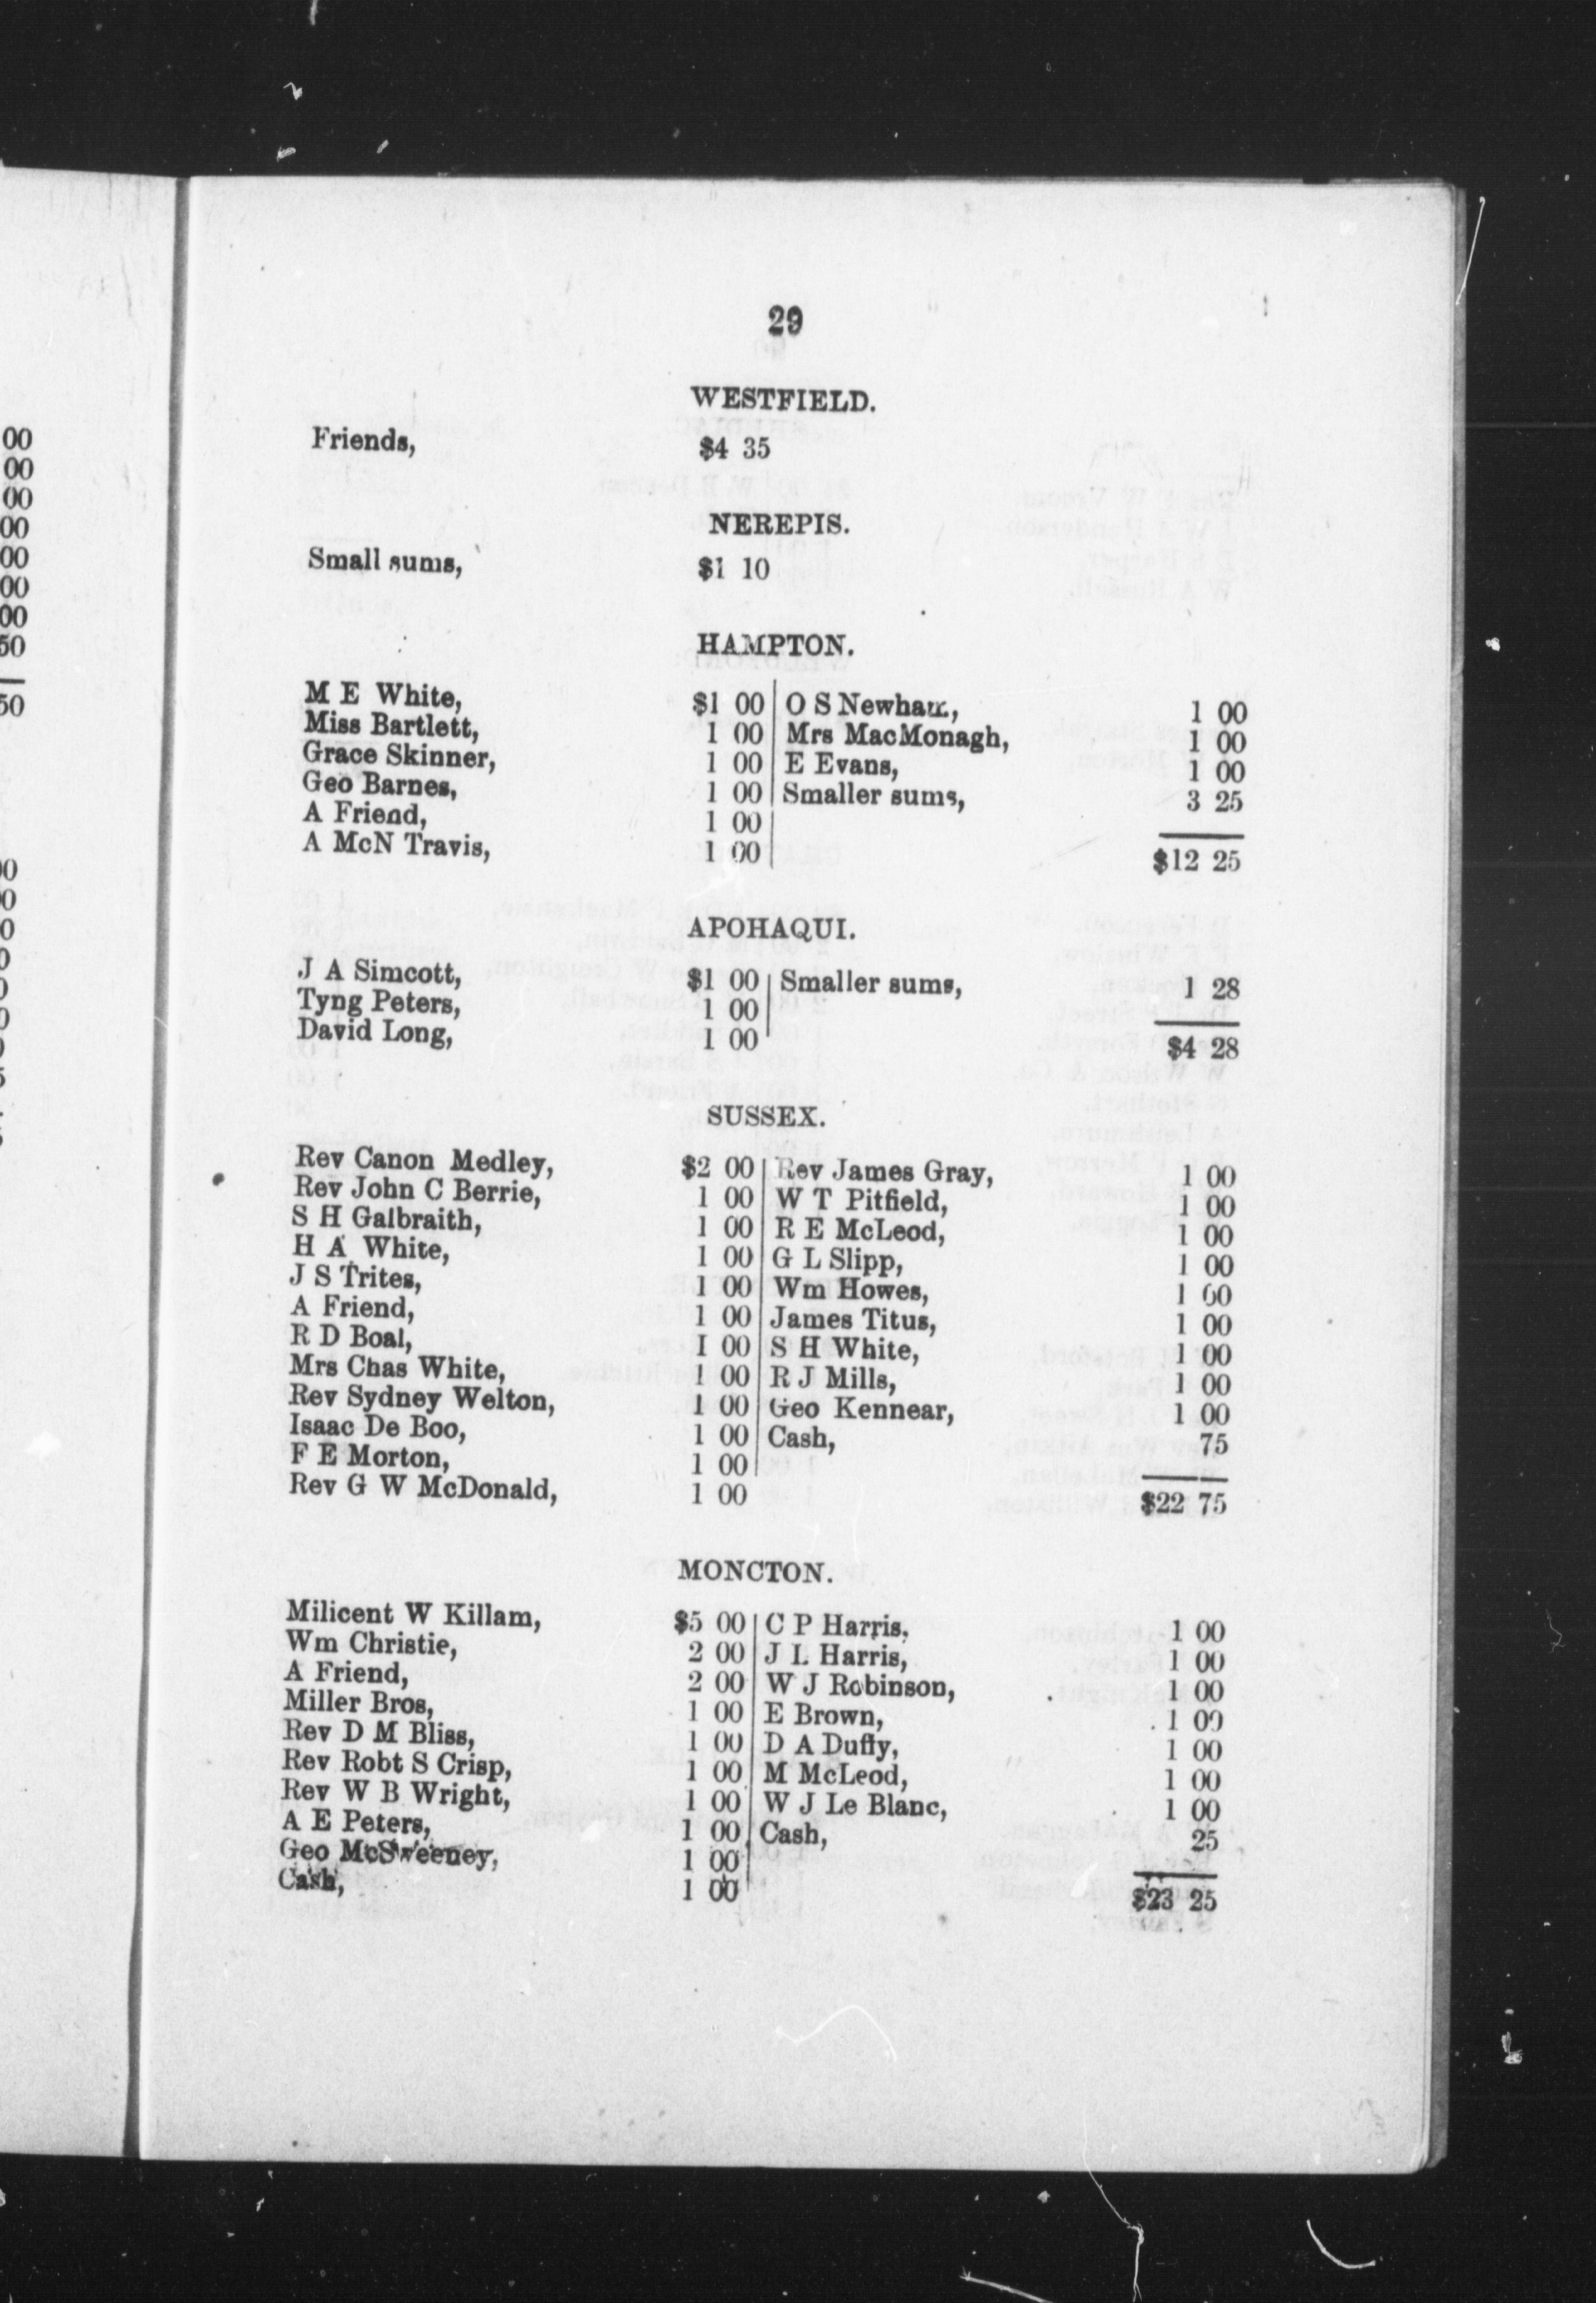 29
WESTFIELD.
Friends, $4 35
NEREPIS.
Small sums, $1 10
HAMPTON.
M E White, $1 00
Miss Bartlett, 1 00
Grace Skinner, 1 00
Geo Barnes, 1 00
A Friend, 1 00
A McN Travis, 1 00
O S Newham, 1 00
Mrs MacMonagh, 1 00
E Evans, 1 00
Smaller sums, 3 25
$12 25
APOHAQUI.
J A Simcott, $1 00
Tyng Peters, 1 00
David Long, 1 00
Smaller sums, 1 28
$4 28
SUSSEX.
Rev Canon Medley, $2 00
Rev John C Berrie, 1 00
S H Galbraith, 1 00
H A White, 1 00
J S Trites, 1 00
A Friend, 1 00
R D Boal, 1 00
Mrs Chas White, 1 00
Rev Sydney Welton, 1 00
Isaac De Boo, 1 00
F E Morton, 1 00
Rev G W McDonald, 1 00
Rev James Gray, 1 00
W T Pitfield, 1 00
R E McLeod, 1 00
G L Slipp, 1 00
Wm Howes, 1 00
James Titus, 1 00
S H White, 1 00
R J Mills, 1 00
Geo Kennear, 1 00
Cash, 75
$22 75
MONCTON.
Milicent W Killam, $5 00
Wm Christie, 2 00
A Friend, 2 00
Miller Bros, 1 00
Rev D M Bliss, 1 00
Rev Robt S Crisp, 1 00
Rev W B Wright, 1 00
A E Peters, 1 00
Geo McSweeney, 1 00
Cash, 1 00
C P Harris, 1 00
J L Harris, 1 00
W J Robinson, 1 00
E Brown, 1 00
D A Duffy, 1 00
M McLeod, 1 00
W J Le Blanc, 1 00
Cash, 25
$23 25